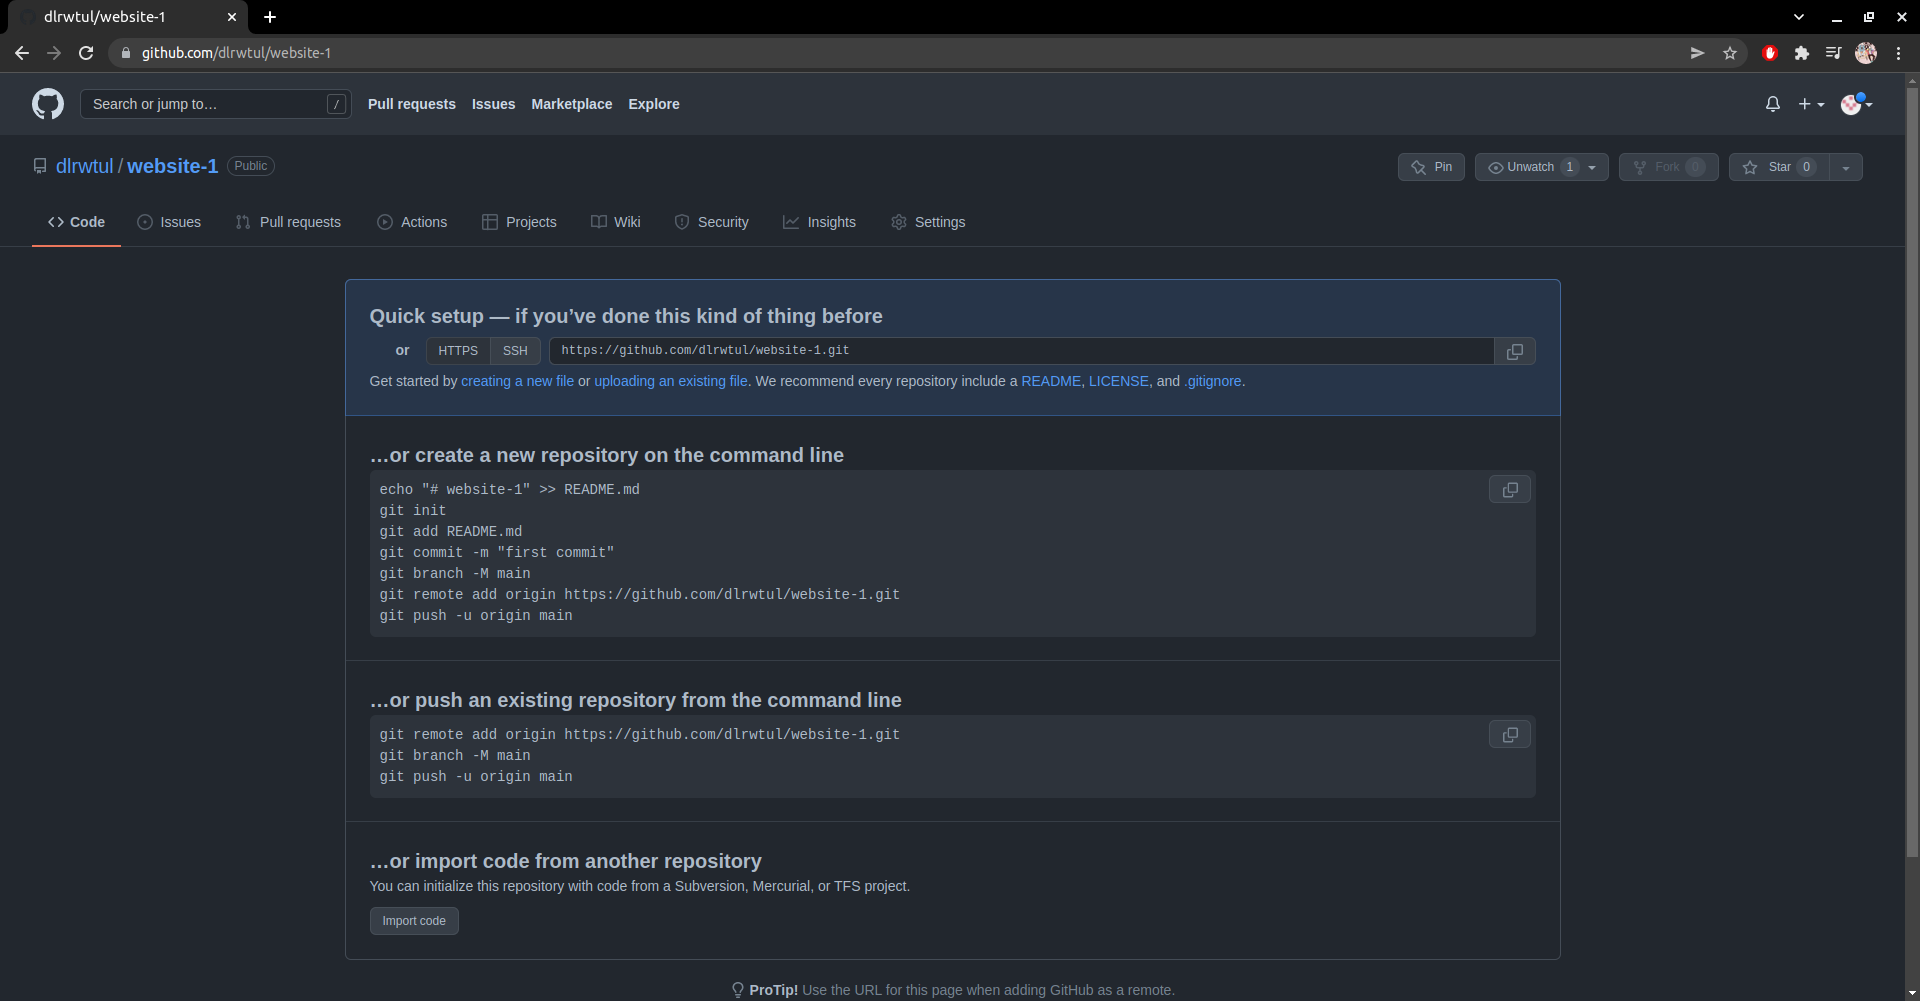 dlrwtul/website-1
github.com/dlrwtul/website-1
Search or jump to… /
Pull requests Issues Marketplace Explore
dlrwtul / website-1 Public
Pin Unwatch 1 Fork 0 Star 0
Code Issues Pull requests Actions Projects Wiki Security Insights Settings
Quick setup — if you’ve done this kind of thing before
or HTTPS SSH https://github.com/dlrwtul/website-1.git
Get started by creating a new file or uploading an existing file. We recommend every repository include a README, LICENSE, and .gitignore.
…or create a new repository on the command line
echo "# website-1" >> README.md
git init
git add README.md
git commit -m "first commit"
git branch -M main
git remote add origin https://github.com/dlrwtul/website-1.git
git push -u origin main
…or push an existing repository from the command line
git remote add origin https://github.com/dlrwtul/website-1.git
git branch -M main
git push -u origin main
…or import code from another repository
You can initialize this repository with code from a Subversion, Mercurial, or TFS project.
Import code
ProTip! Use the URL for this page when adding GitHub as a remote.